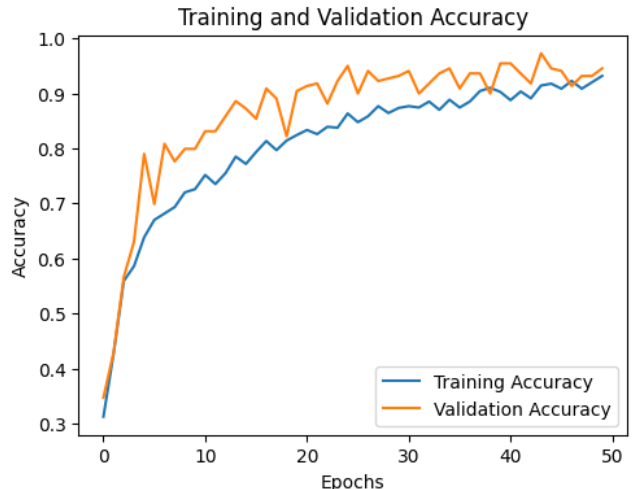 Training and Validation Accuracy
1.0
0.9
0.8
0.7
0.6
0.5
0.4
0.3
Accuracy
Training Accuracy
Validation Accuracy
0 10 20 30 40 50
Epochs